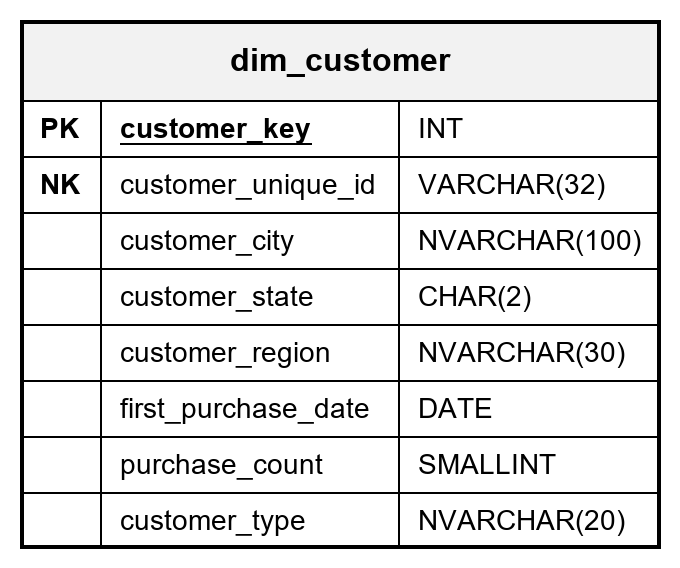 dim_customer
PK customer_key INT
NK customer_unique_id VARCHAR(32)
customer_city NVARCHAR(100)
customer_state CHAR(2)
customer_region NVARCHAR(30)
first_purchase_date DATE
purchase_count SMALLINT
customer_type NVARCHAR(20)